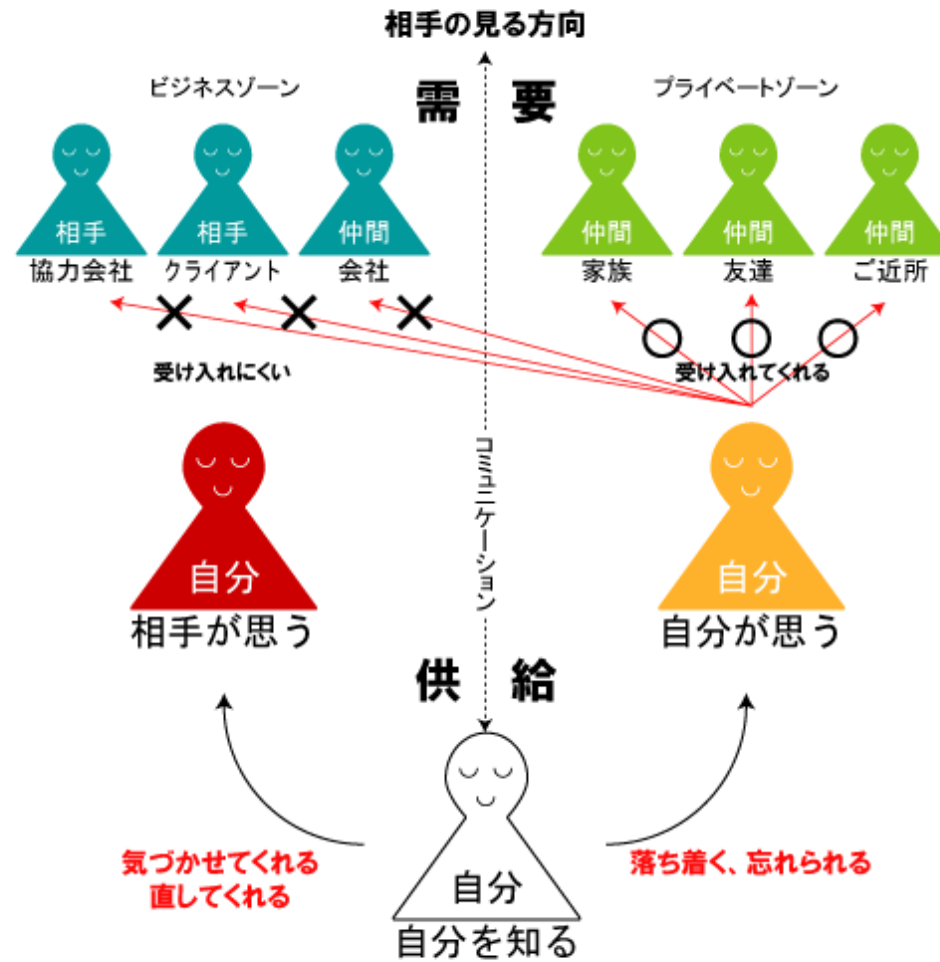 相手の見る方向
ビジネスゾーン
需 要
プライベートゾーン
相手
相手
仲間
仲間
仲間
仲間
協力会社
クライアント
会社
家族
友達
ご近所
受け入れにくい
受け入れてくれる
コミュニケーション
自分
相手が思う
自分
自分が思う
供 給
気づかせてくれる
直してくれる
落ち着く、忘れられる
自分
自分を知る